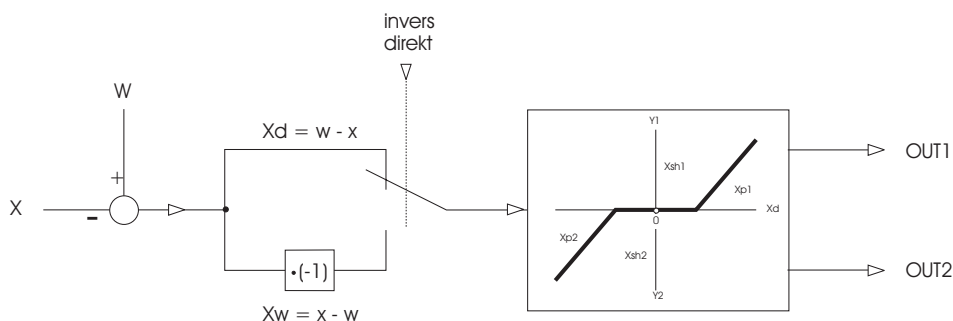 invers
direkt
W
Xd = w - x
+
X
-
•(-1)
Xw = x - w
Y1
Xsh1
Xp1
Xd
0
Xp2
Xsh2
Y2
OUT1
OUT2